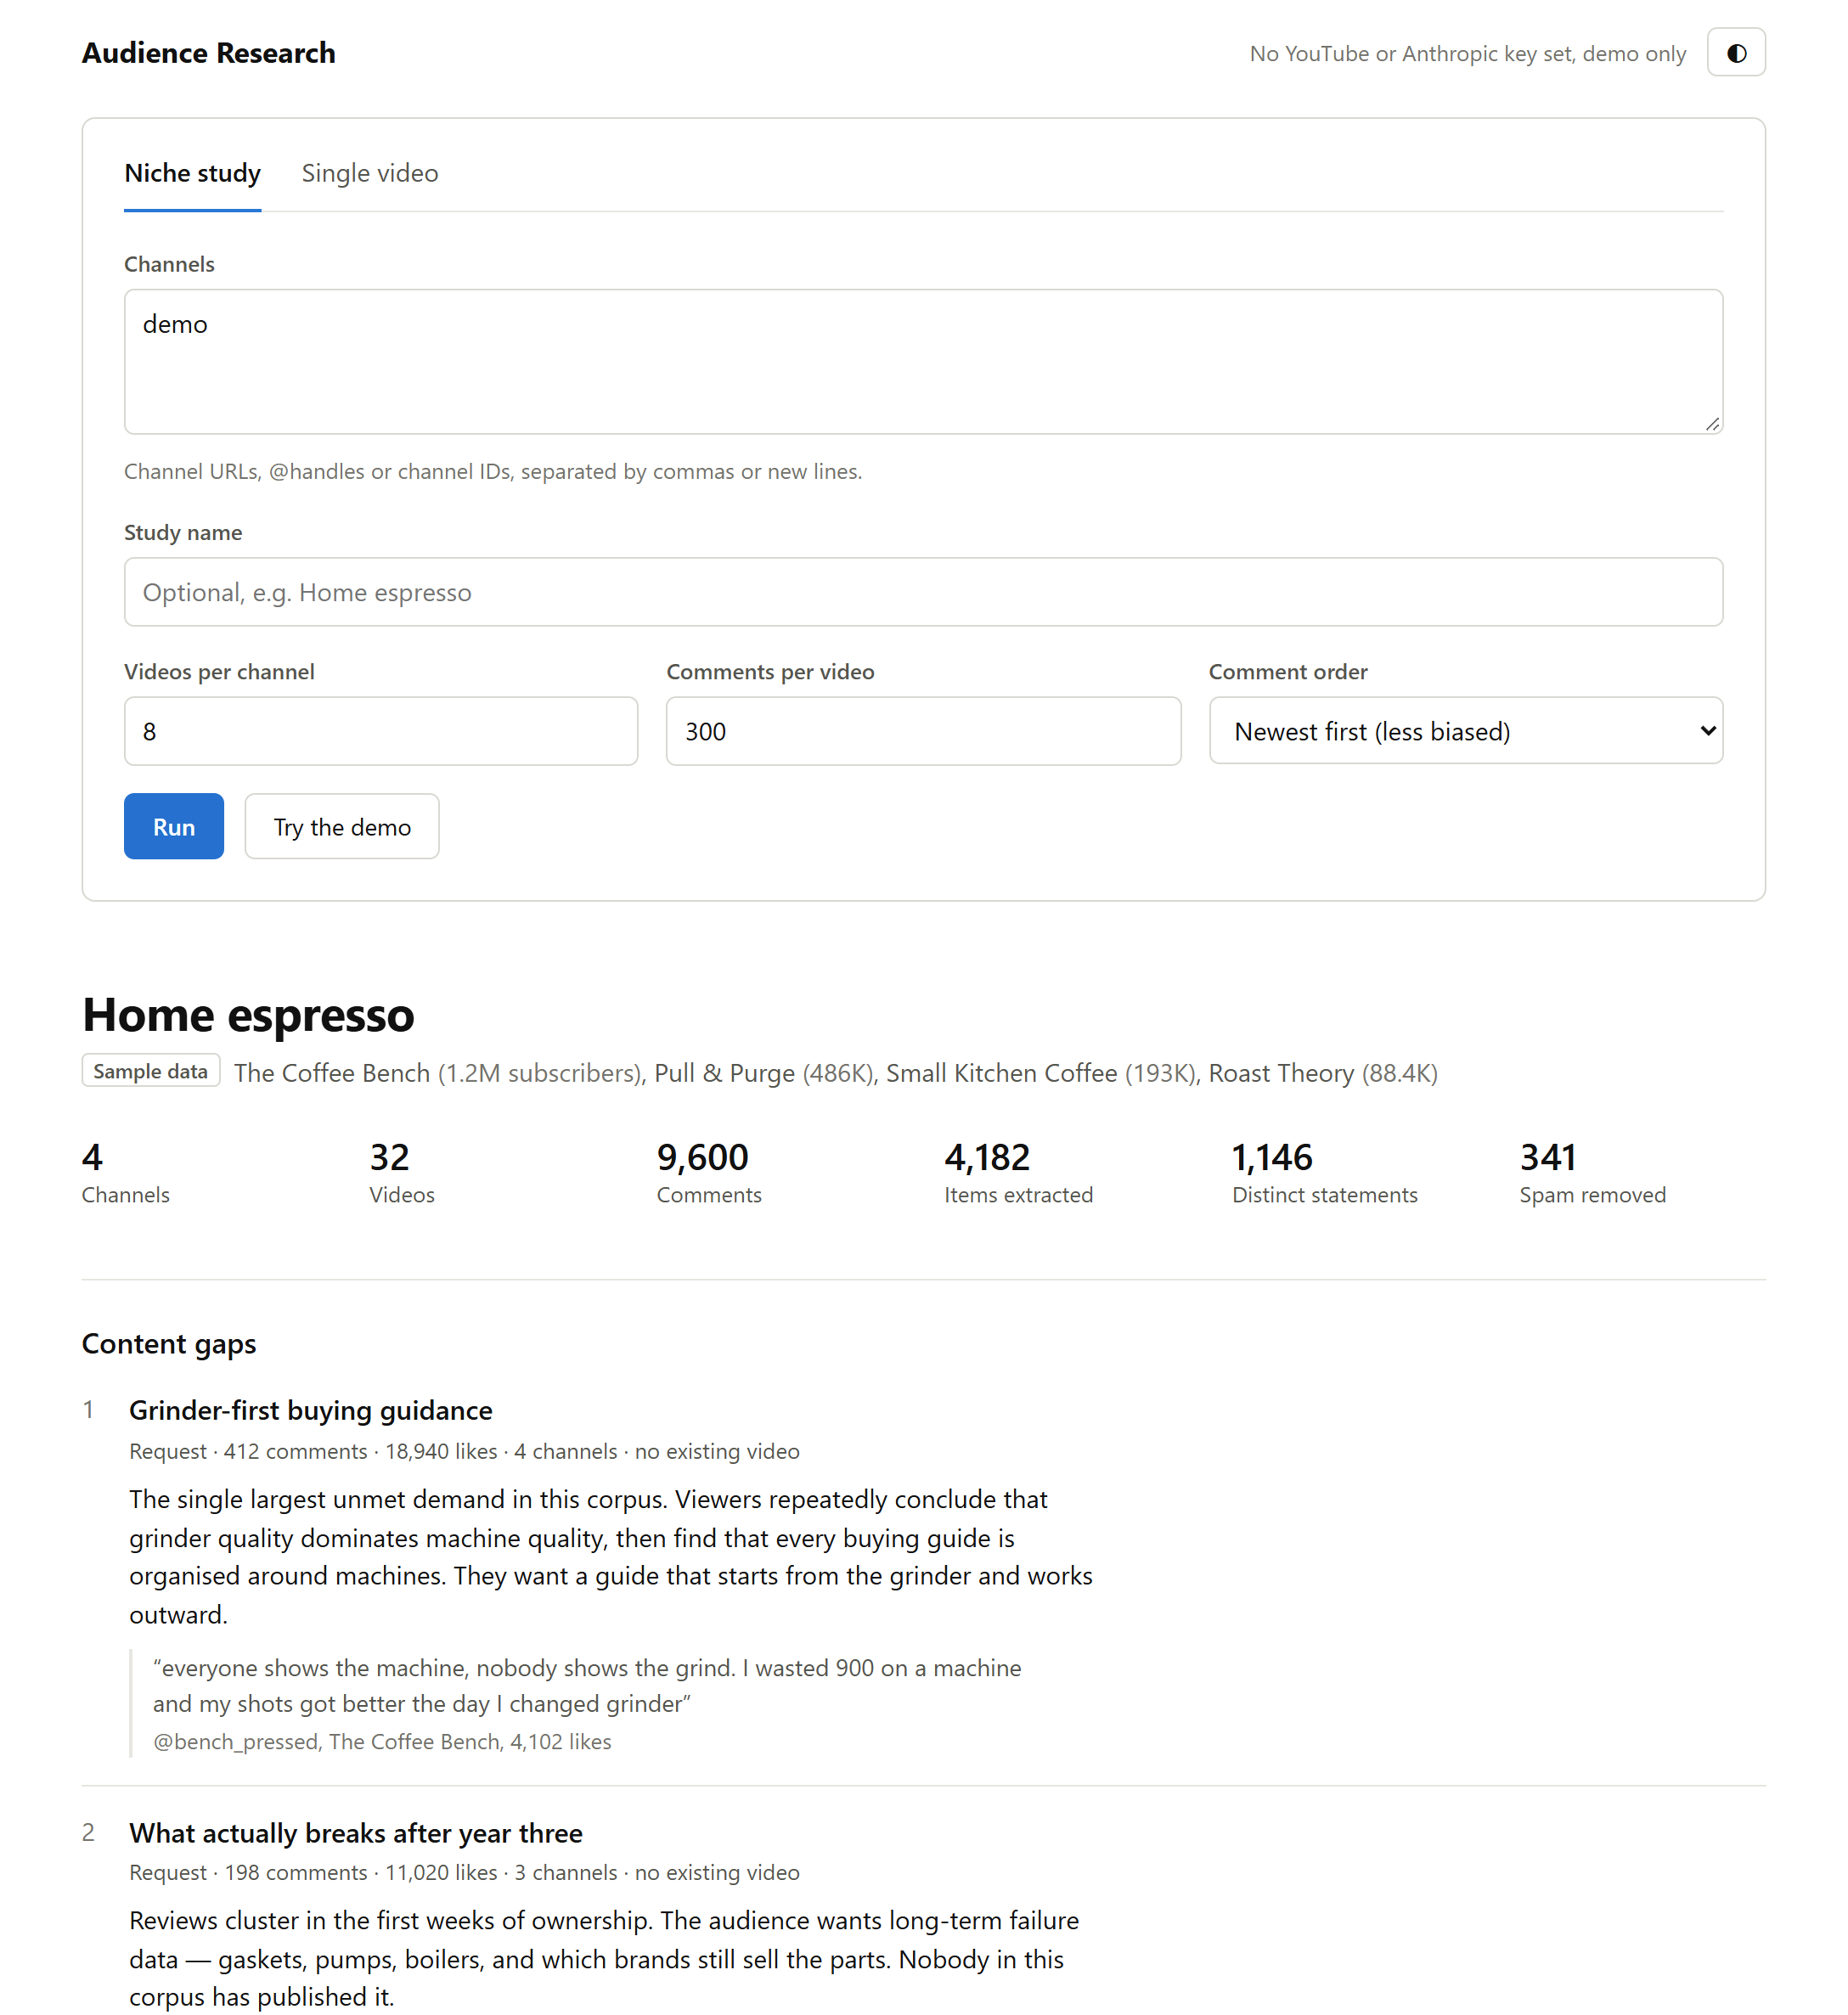 Audience Research
No YouTube or Anthropic key set, demo only
Niche study
Single video
Channels
demo
Channel URLs, @handles or channel IDs, separated by commas or new lines.
Study name
Optional, e.g. Home espresso
Videos per channel
Comments per video
Comment order
8
300
Newest first (less biased)
Run
Try the demo
Home espresso
Sample data
The Coffee Bench (1.2M subscribers), Pull & Purge (486K), Small Kitchen Coffee (193K), Roast Theory (88.4K)
4
Channels
32
Videos
9,600
Comments
4,182
Items extracted
1,146
Distinct statements
341
Spam removed
Content gaps
1
Grinder-first buying guidance
Request · 412 comments · 18,940 likes · 4 channels · no existing video
The single largest unmet demand in this corpus. Viewers repeatedly conclude that
grinder quality dominates machine quality, then find that every buying guide is
organised around machines. They want a guide that starts from the grinder and works
outward.
“everyone shows the machine, nobody shows the grind. I wasted 900 on a machine
and my shots got better the day I changed grinder”
@bench_pressed, The Coffee Bench, 4,102 likes
2
What actually breaks after year three
Request · 198 comments · 11,020 likes · 3 channels · no existing video
Reviews cluster in the first weeks of ownership. The audience wants long-term failure
data — gaskets, pumps, boilers, and which brands still sell the parts. Nobody in this
corpus has published it.